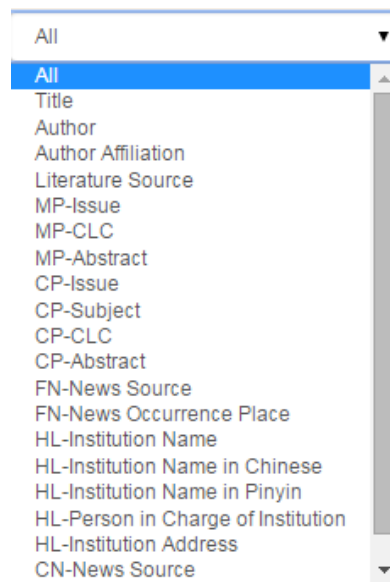 All
All
Title
Author
Author Affiliation
Literature Source
MP-Issue
MP-CLC
MP-Abstract
CP-Issue
CP-Subject
CP-CLC
CP-Abstract
FN-News Source
FN-News Occurrence Place
HL-Institution Name
HL-Institution Name in Chinese
HL-Institution Name in Pinyin
HL-Person in Charge of Institution
HL-Institution Address
CN-News Source